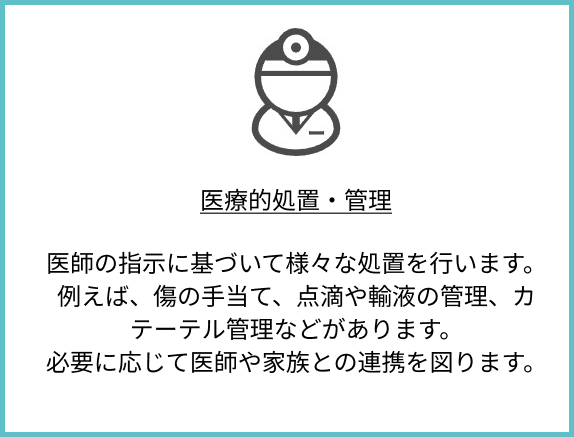 医療的処置・管理
医師の指示に基づいて様々な処置を行います。
例えば、傷の手当て、点滴や輸液の管理、カ
テーテル管理などがあります。
必要に応じて医師や家族との連携を図ります。